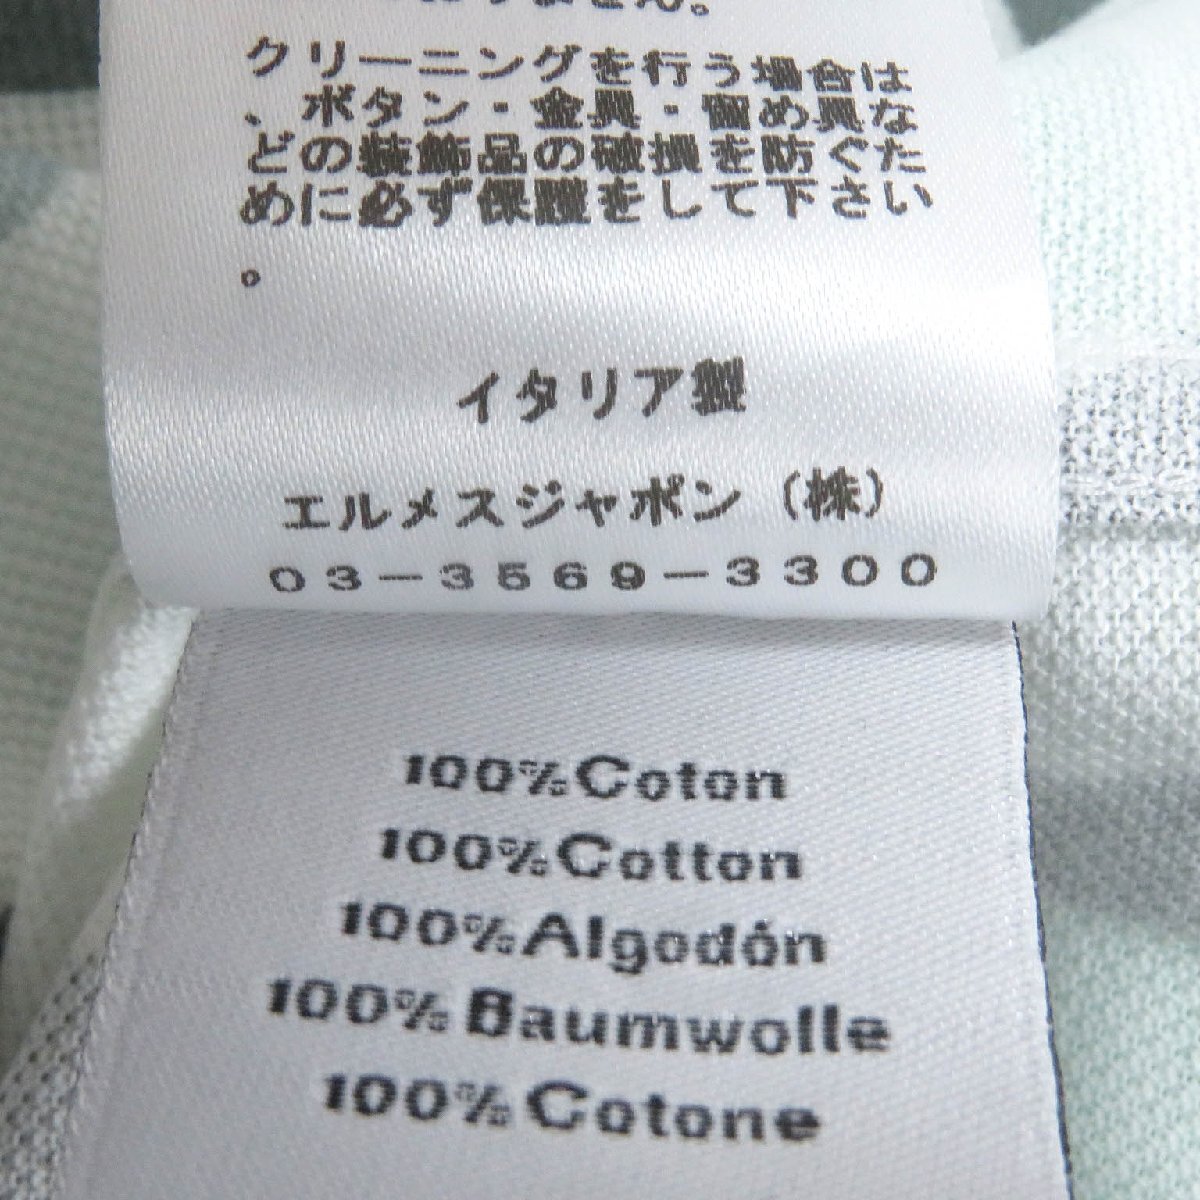 ません。
クリーニングを行う場合は
、ボタン・金具・留め具な
どの装飾品の破損を防ぐた
めに必ず保護をして下さい
。
イタリア製
エルメスジャポン（株）
03-3569-3300
100%Coton
100%Cotton
100%Algodón
100%Baumwolle
100%Cotone